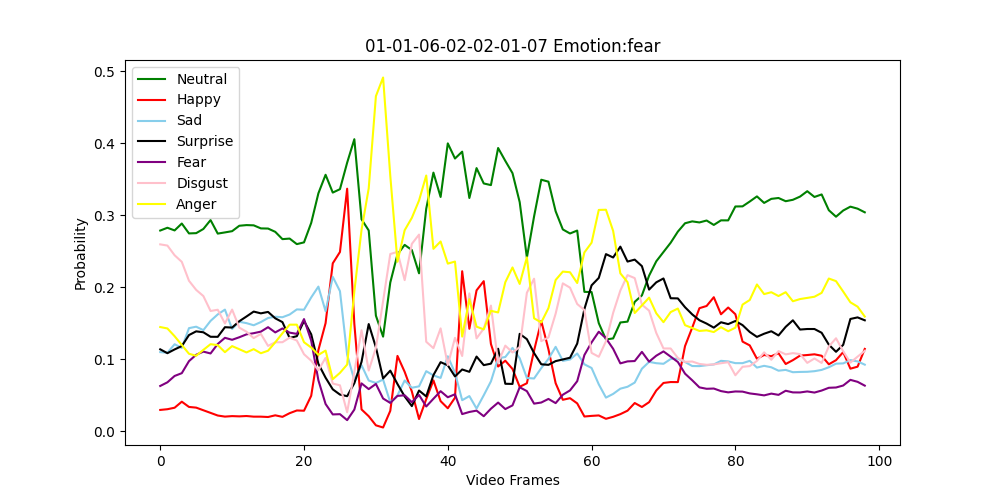 01-01-06-02-02-01-07 Emotion:fear
Neutral
Happy
Sad
Surprise
Fear
Disgust
Anger
0.5
0.4
0.3
0.2
0.1
0.0
Probability
0 20 40 60 80 100
Video Frames